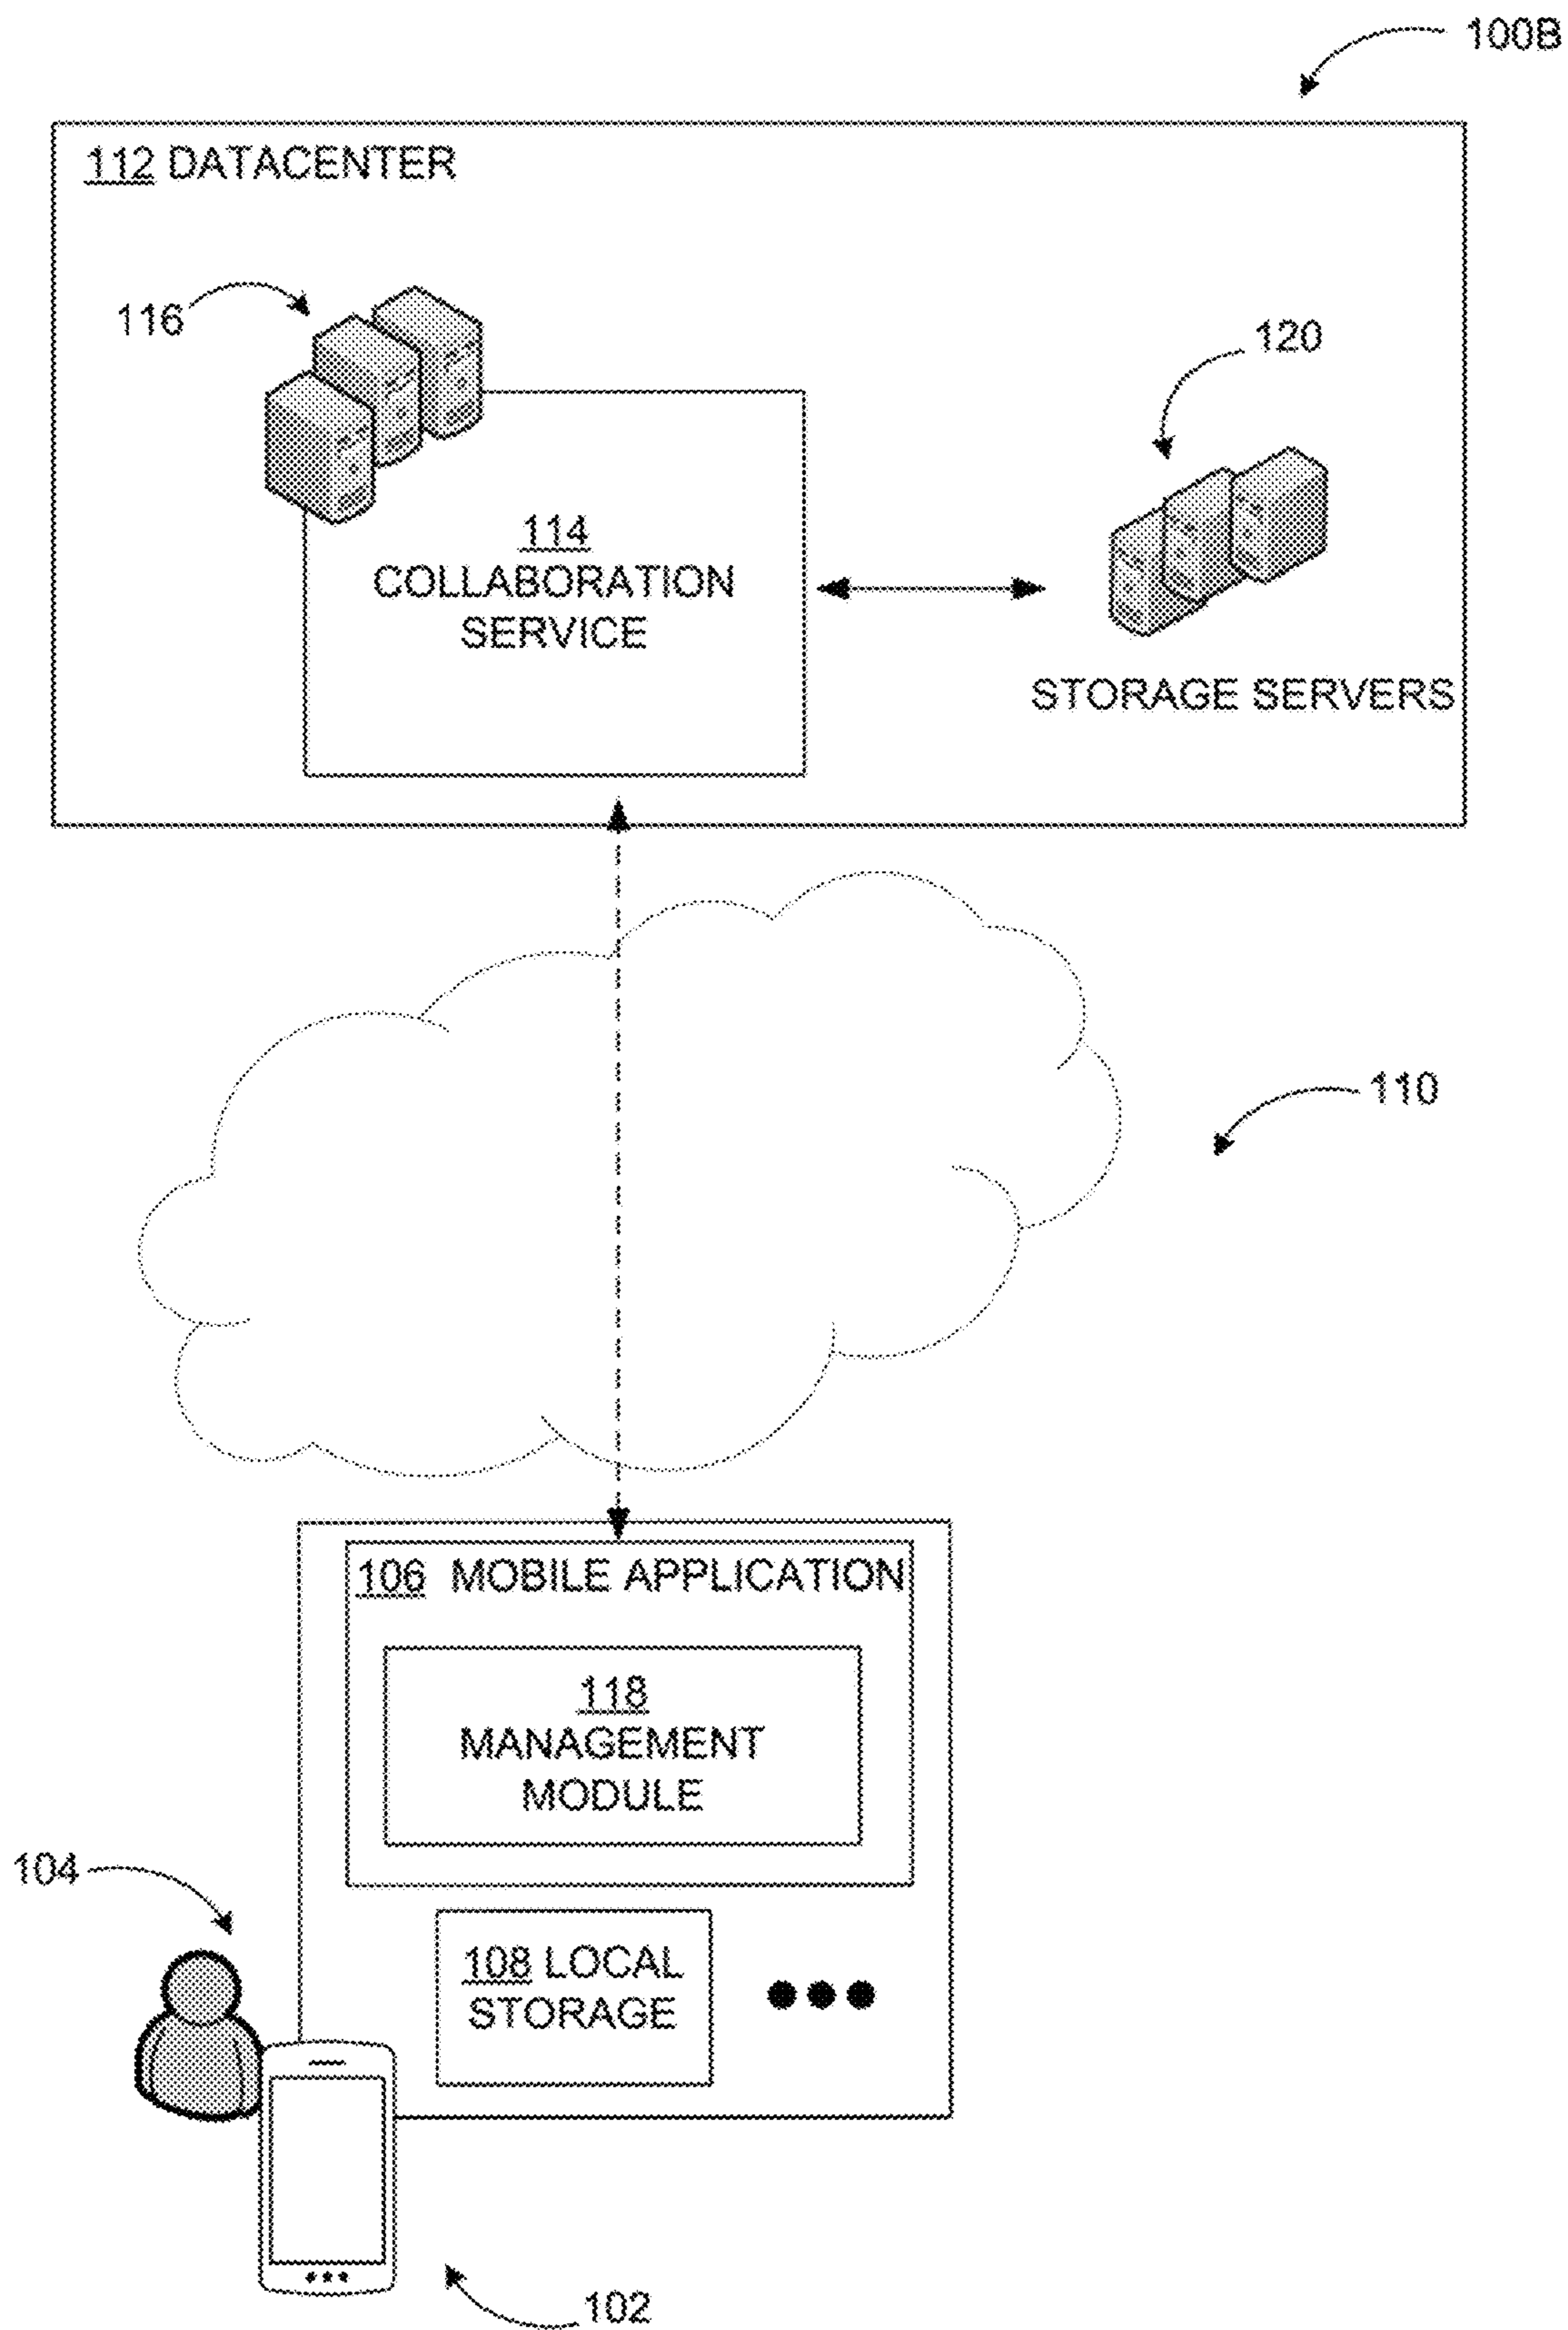 100B
112 DATACENTER
116
120
114
COLLABORATION
SERVICE
STORAGE SERVERS
110
106 MOBILE APPLICATION
118
MANAGEMENT
MODULE
104
108 LOCAL
STORAGE
102